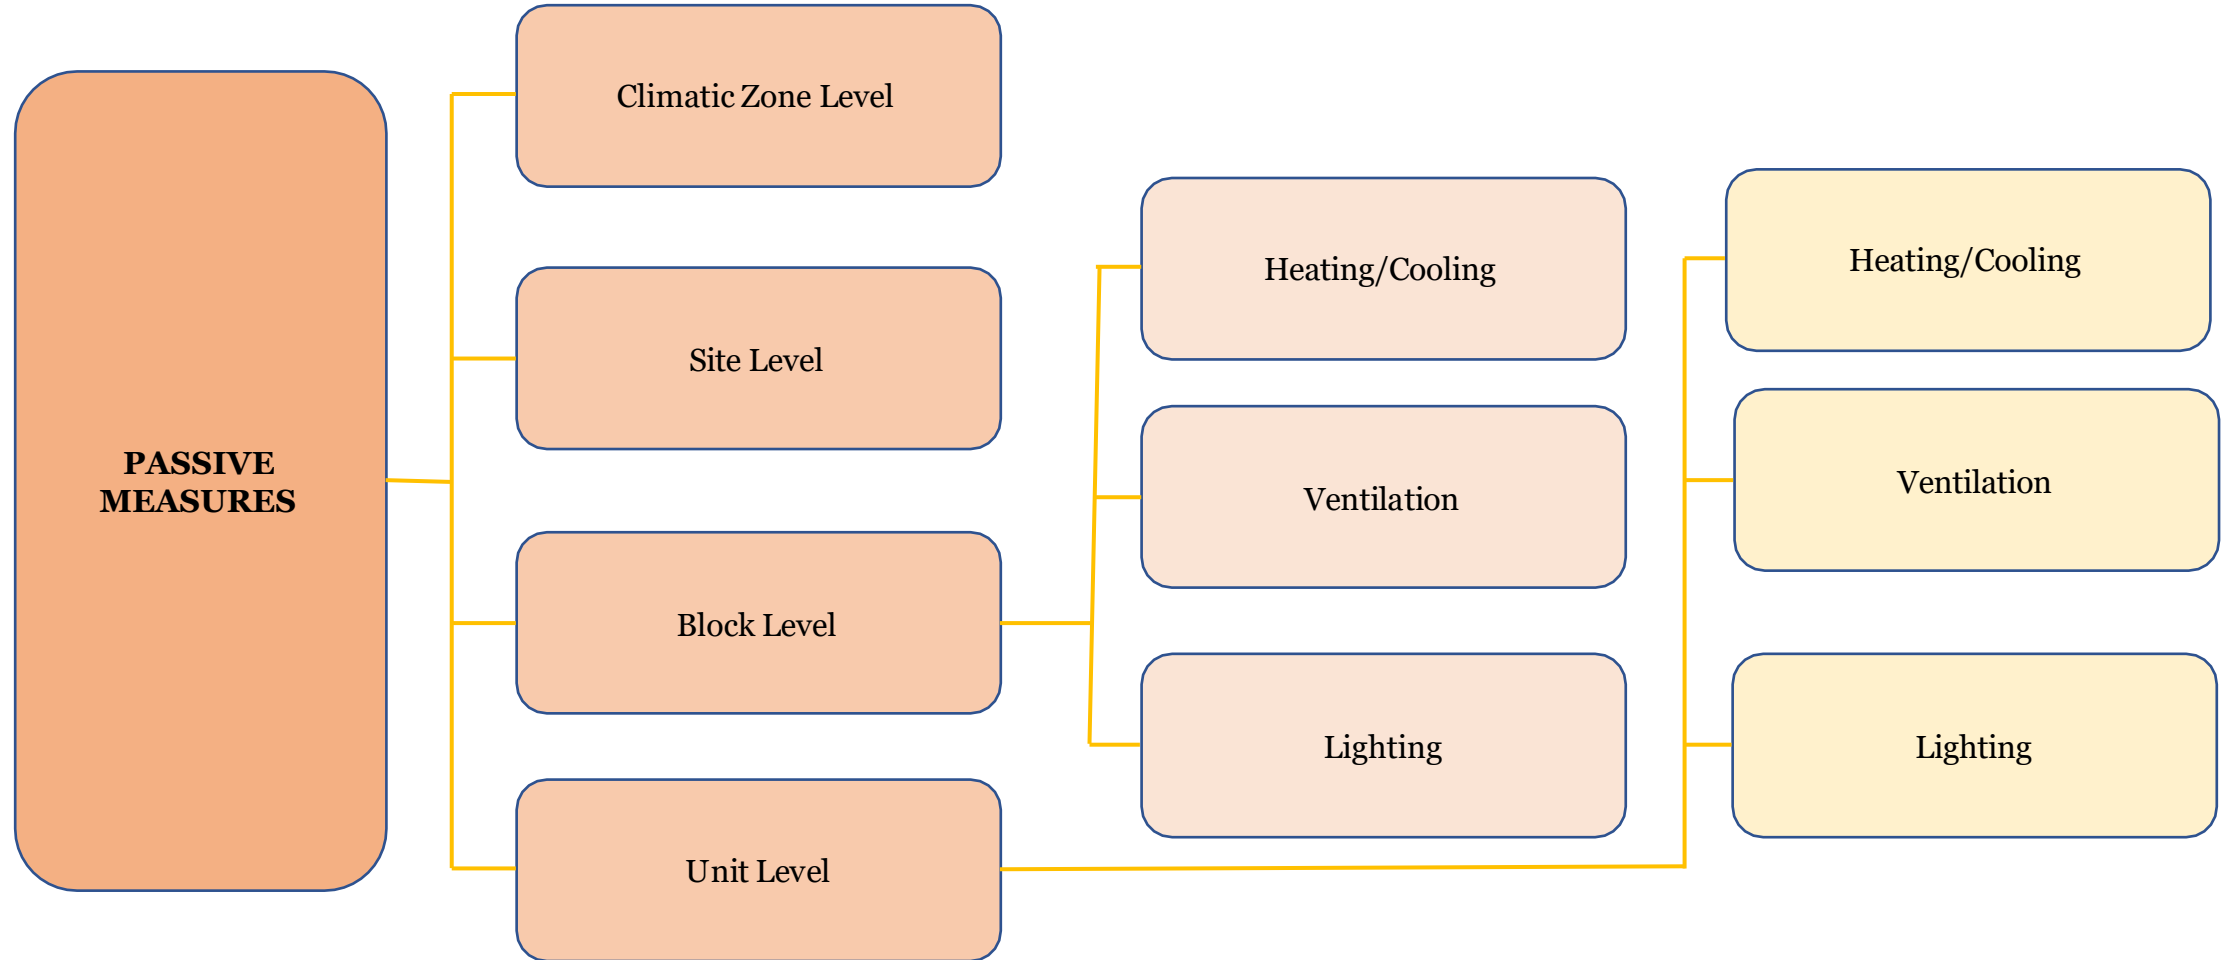 PASSIVE
MEASURES
Climatic Zone Level
Site Level
Block Level
Unit Level
Heating/Cooling
Ventilation
Lighting
Heating/Cooling
Ventilation
Lighting